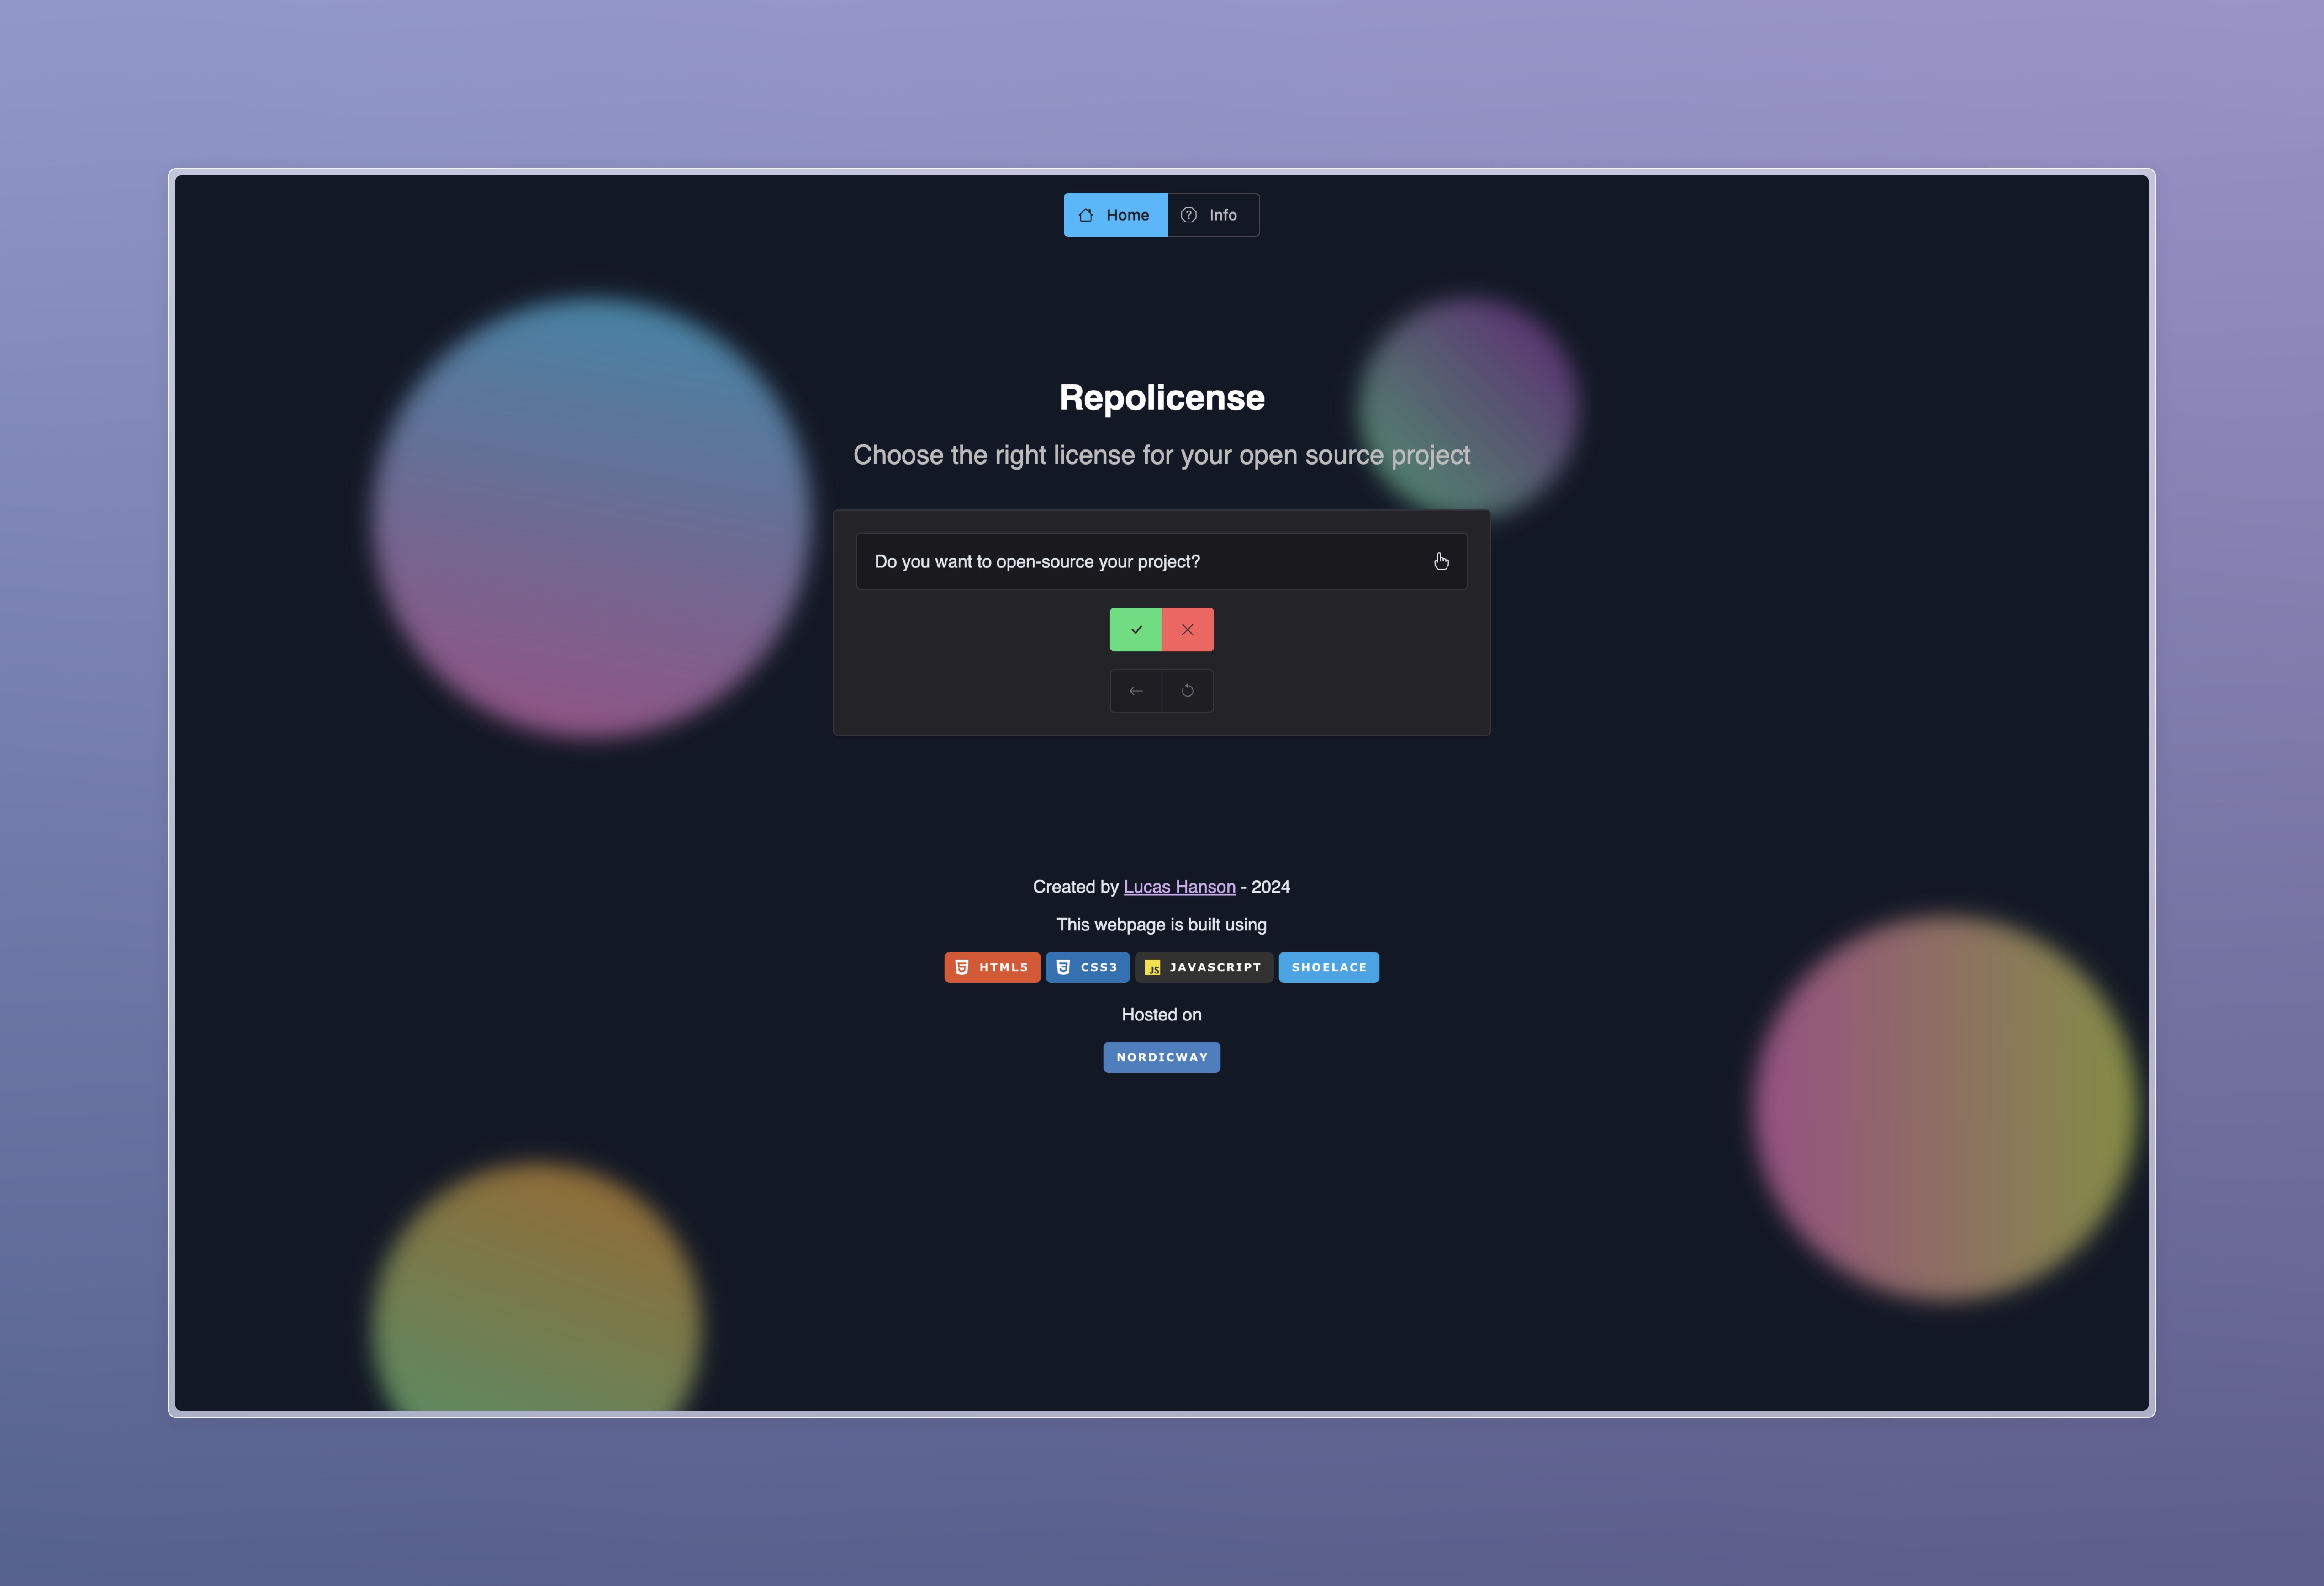 Home Info
Repolicense
Choose the right license for your open source project
Do you want to open-source your project?
Created by Lucas Hanson - 2024
This webpage is built using
HTML5 CSS3 JS JAVASCRIPT SHOELACE
Hosted on
NORDICWAY